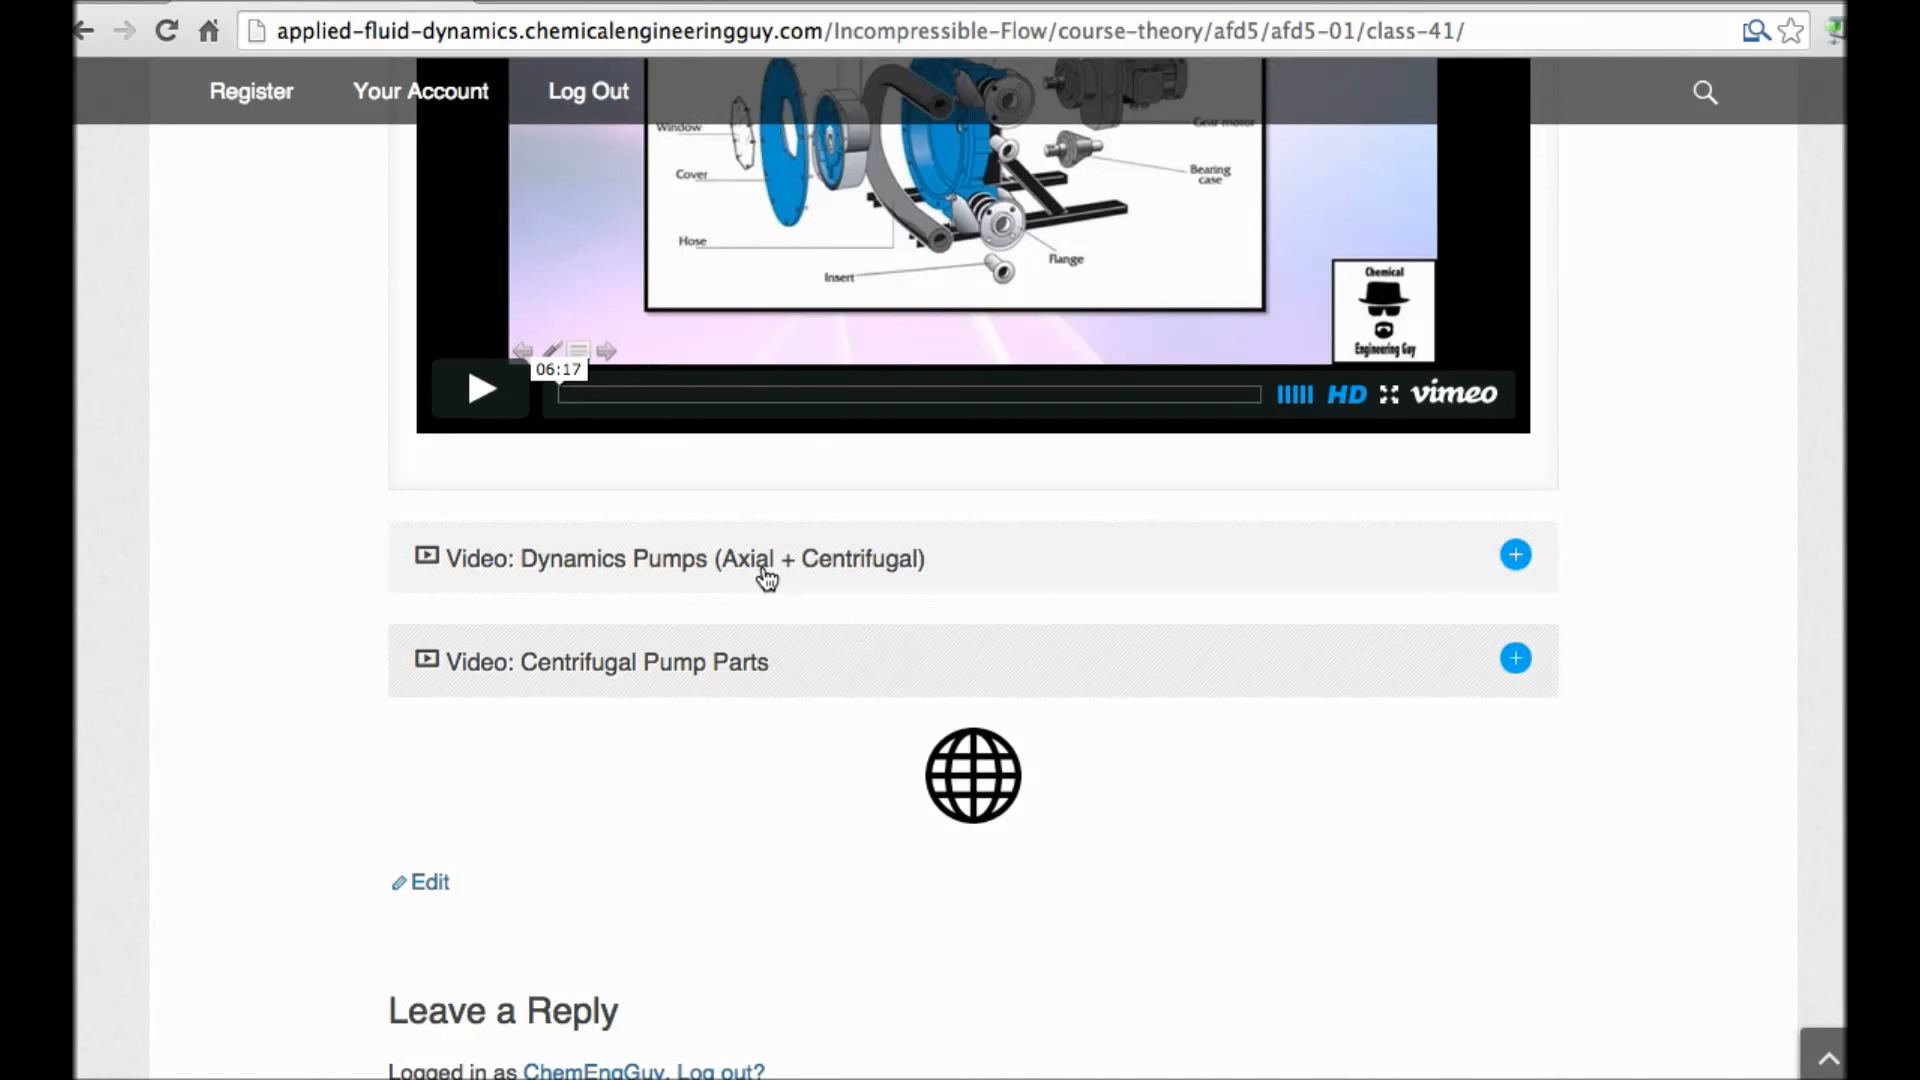 applied-fluid-dynamics.chemicalengineeringguy.com/Incompressible-Flow/course-theory/afd5/afd5-01/class-41/
Register Your Account Log Out
Window
Gear motor
Cover
Bearing
case
Hose
Insert
Flange
Chemical
Engineering Guy
06:17
HD vimeo
Video: Dynamics Pumps (Axial + Centrifugal)
Video: Centrifugal Pump Parts
Edit
Leave a Reply
Logged in as ChemEngGuy. Log out?